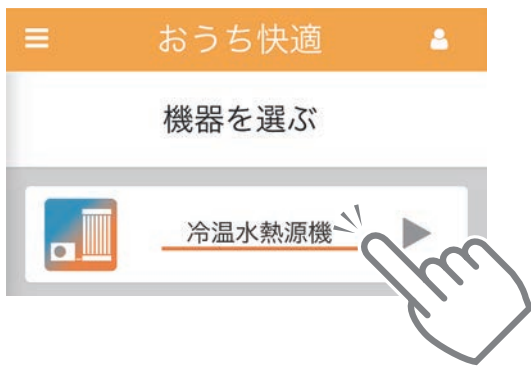 おうち快適
機器を選ぶ
冷温水熱源機